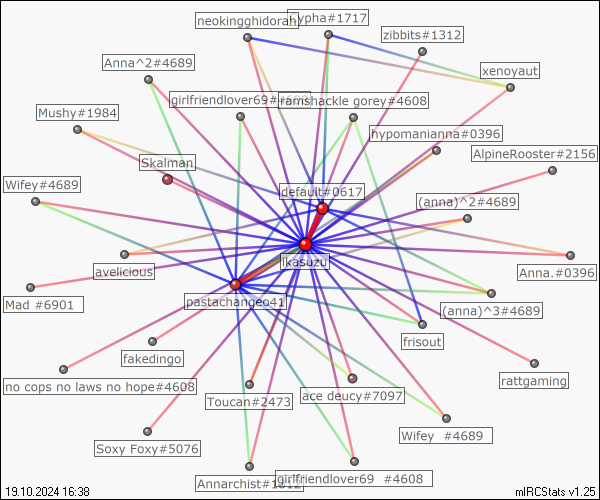 neokingghidorah
hypha#1717
zibbits#1312
Anna^2#4689
xenoyaut
girlfriendlover69#4608
ramshackle gorey#4608
Mushy#1984
hypomanianna#0396
Skalman
AlpineRooster#2156
Wifey#4689
default#0617
(anna)^2#4689
ikasuzu
avelicious
Anna.#0396
Mad #6901
pastachangeo41
(anna)^3#4689
frisout
fakedingo
rattgaming
no cops no laws no hope#4608
Toucan#2473
ace deucy#7097
Wifey  #4689
Soxy Foxy#5076
Annarchist#1312
girlfriendlover69  #4608
19.10.2024 16:38
mIRCStats v1.25